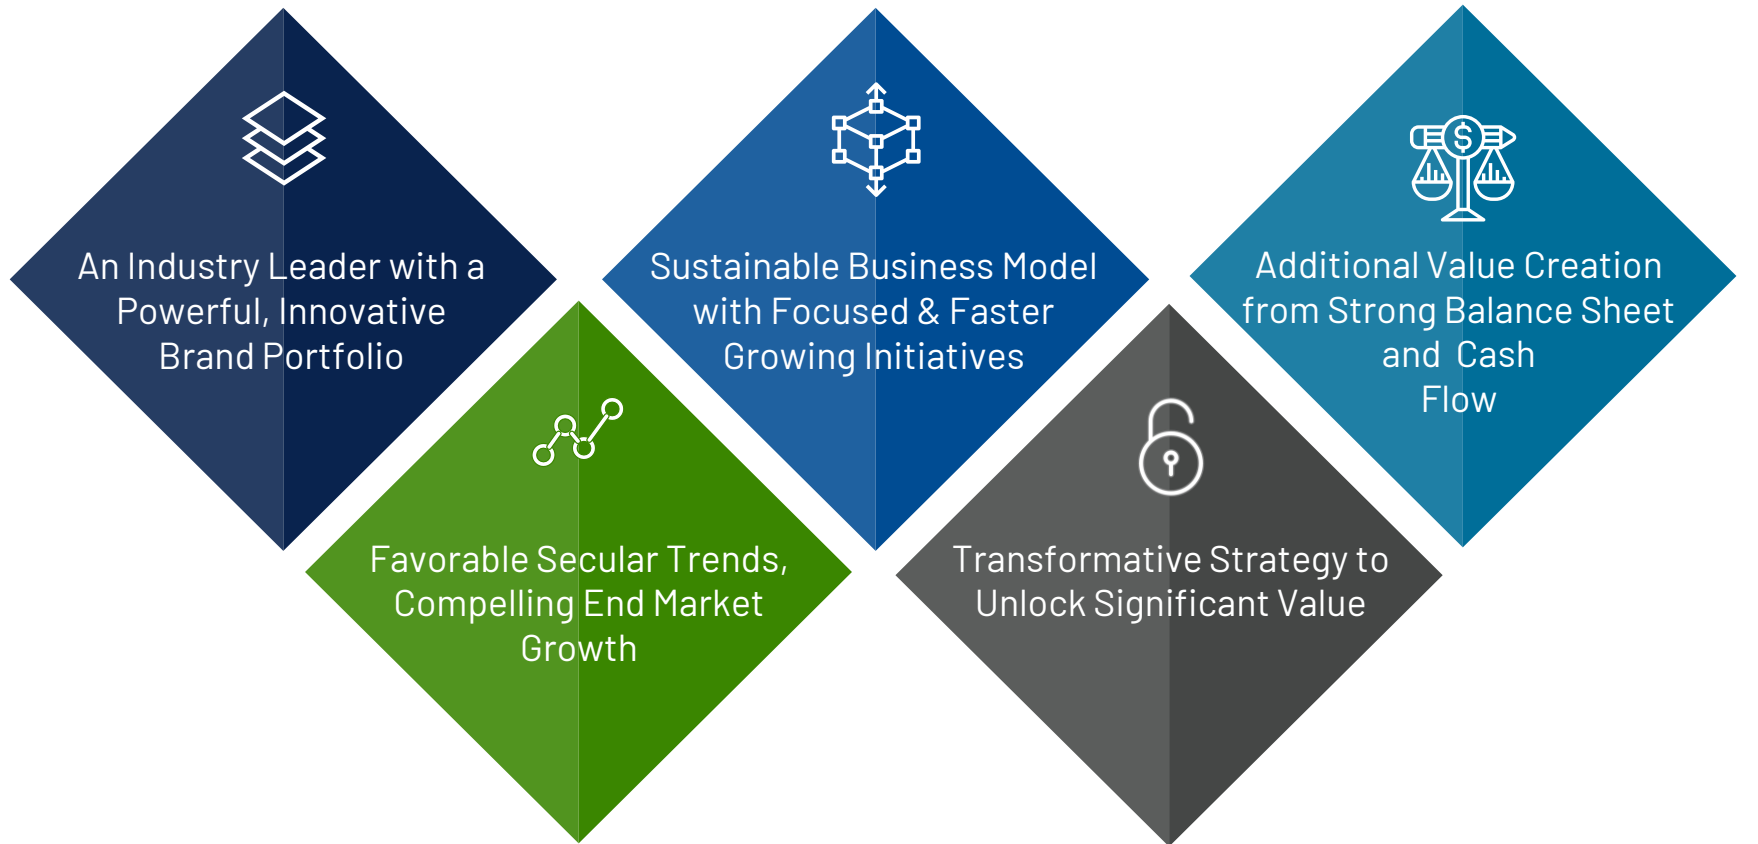 An Industry Leader with a
Powerful, Innovative
Brand Portfolio
Favorable Secular Trends,
Compelling End Market
Growth
Sustainable Business Model
with Focused & Faster
Growing Initiatives
Transformative Strategy to
Unlock Significant Value
$
Additional Value Creation
from Strong Balance Sheet
and  Cash
Flow